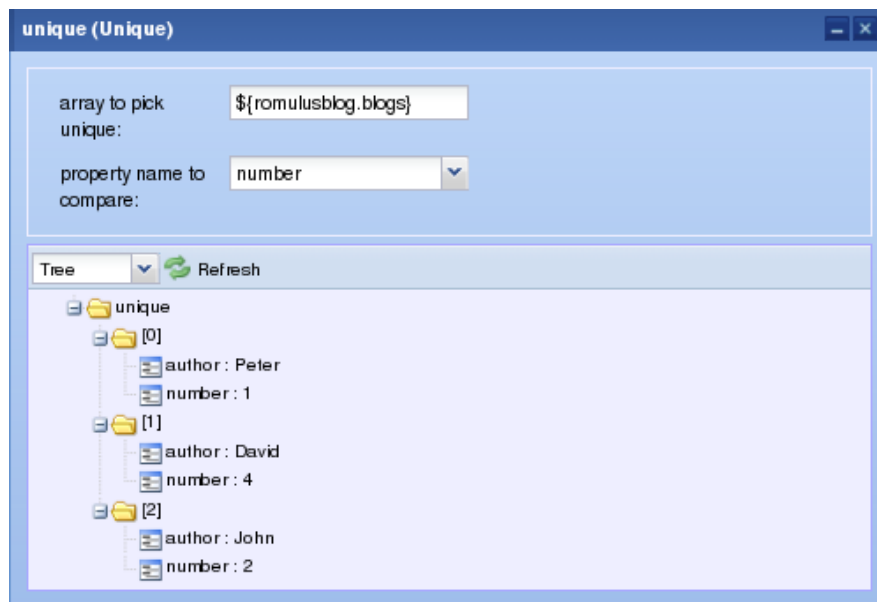 unique (Unique)
array to pick
unique:
${romulusblog.blogs}
property name to
compare:
number
Tree
Refresh
unique
[0]
author : Peter
number : 1
[1]
author : David
number : 4
[2]
author : John
number : 2